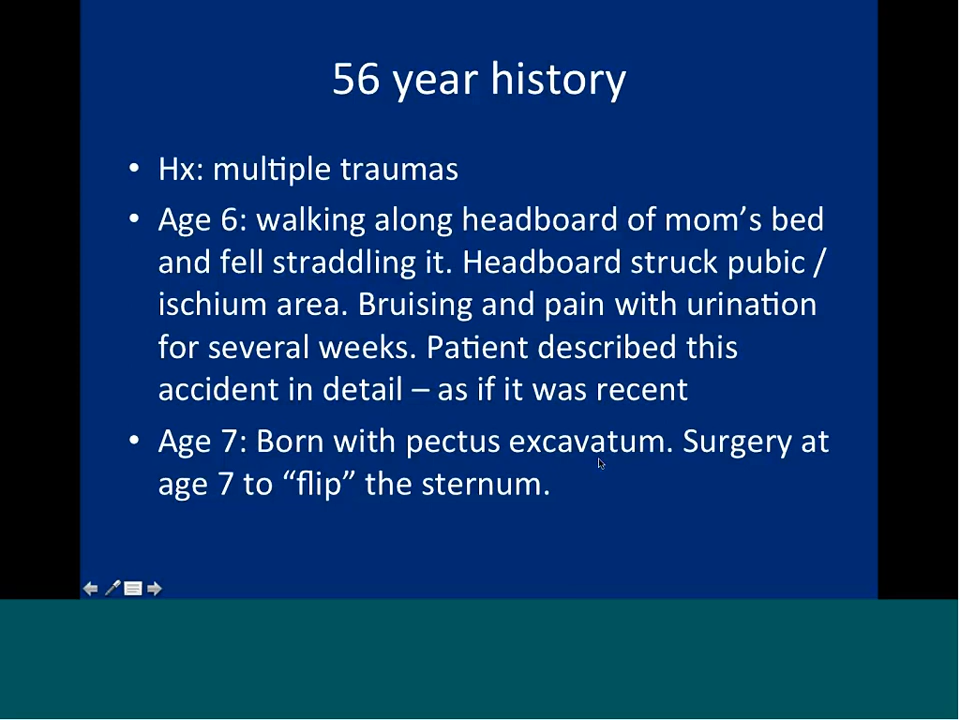 56 year history
• Hx: multiple traumas
• Age 6: walking along headboard of mom’s bed
and fell straddling it. Headboard struck pubic /
ischium area. Bruising and pain with urination
for several weeks. Patient described this
accident in detail – as if it was recent
• Age 7: Born with pectus excavatum. Surgery at
age 7 to “flip” the sternum.